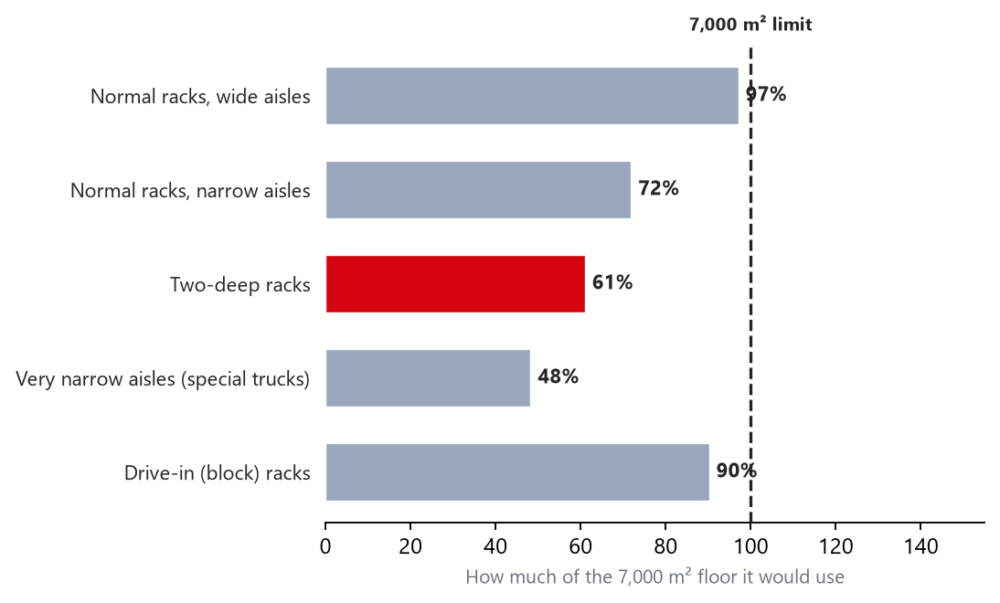 7,000 m² limit
Normal racks, wide aisles
97%
Normal racks, narrow aisles
72%
Two-deep racks
61%
Very narrow aisles (special trucks)
48%
Drive-in (block) racks
90%
0 20 40 60 80 100 120 140
How much of the 7,000 m² floor it would use